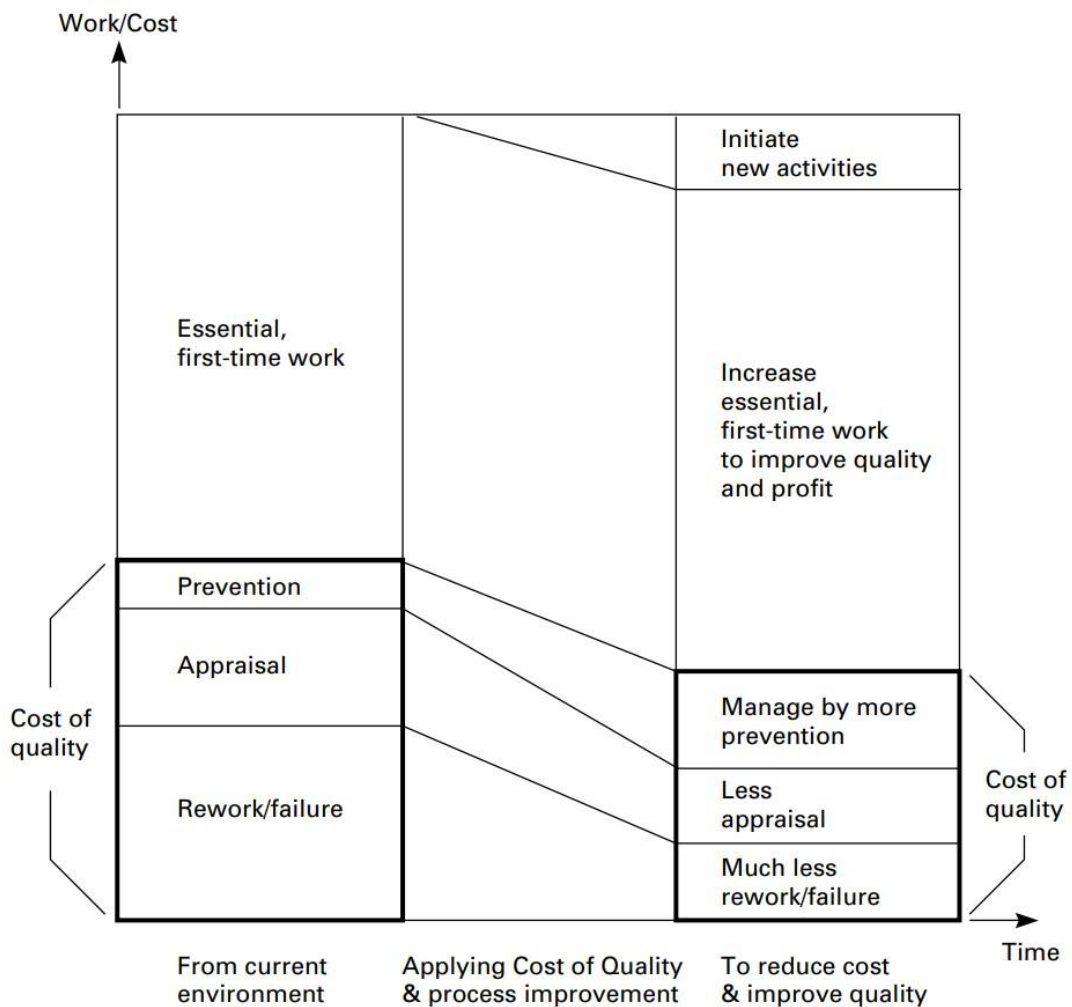 Work/Cost
Initiate
new activities
Essential,
first-time work
Increase
essential,
first-time work
to improve quality
and profit
Prevention
Appraisal
Rework/failure
Cost of
quality
Manage by more
prevention
Less
appraisal
Much less
rework/failure
Cost of
quality
Time
From current
environment
Applying Cost of Quality
& process improvement
To reduce cost
& improve quality